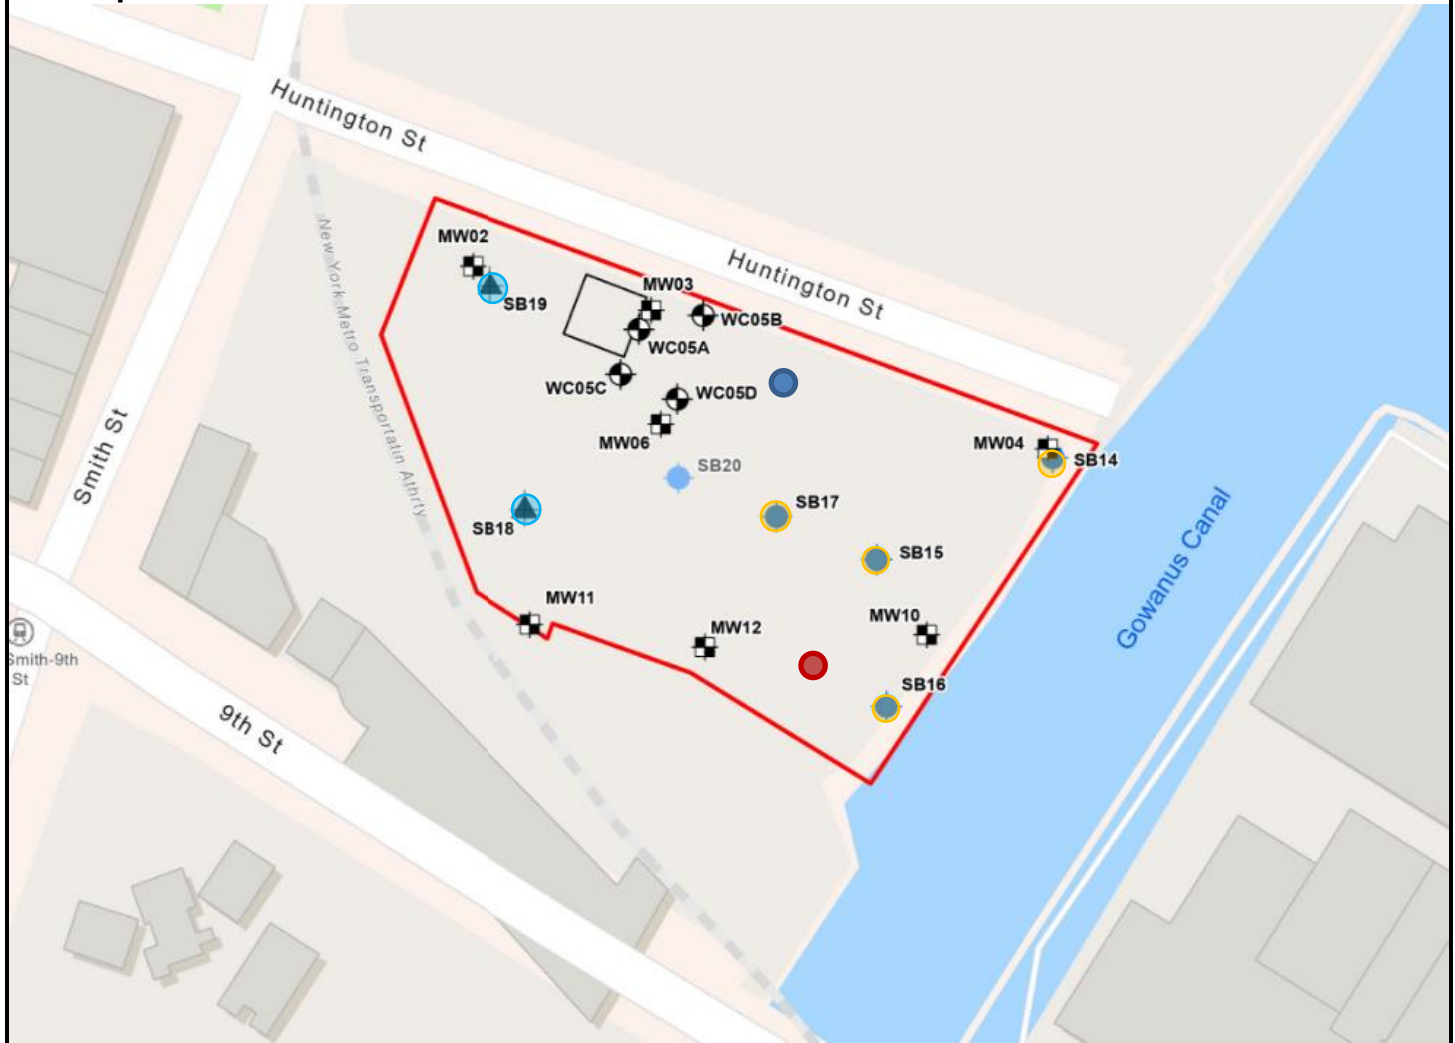 Huntington St
Huntington St
New York Metro Transportatin Athrty
MW02
SB19
MW03
WC05B
WC05A
WC05C
WC05D
MW06
SB20
MW04
SB14
SB17
SB18
SB15
MW11
MW12
MW10
SB16
Smith St
Gowanus Canal
Smith-9th
St
9th St